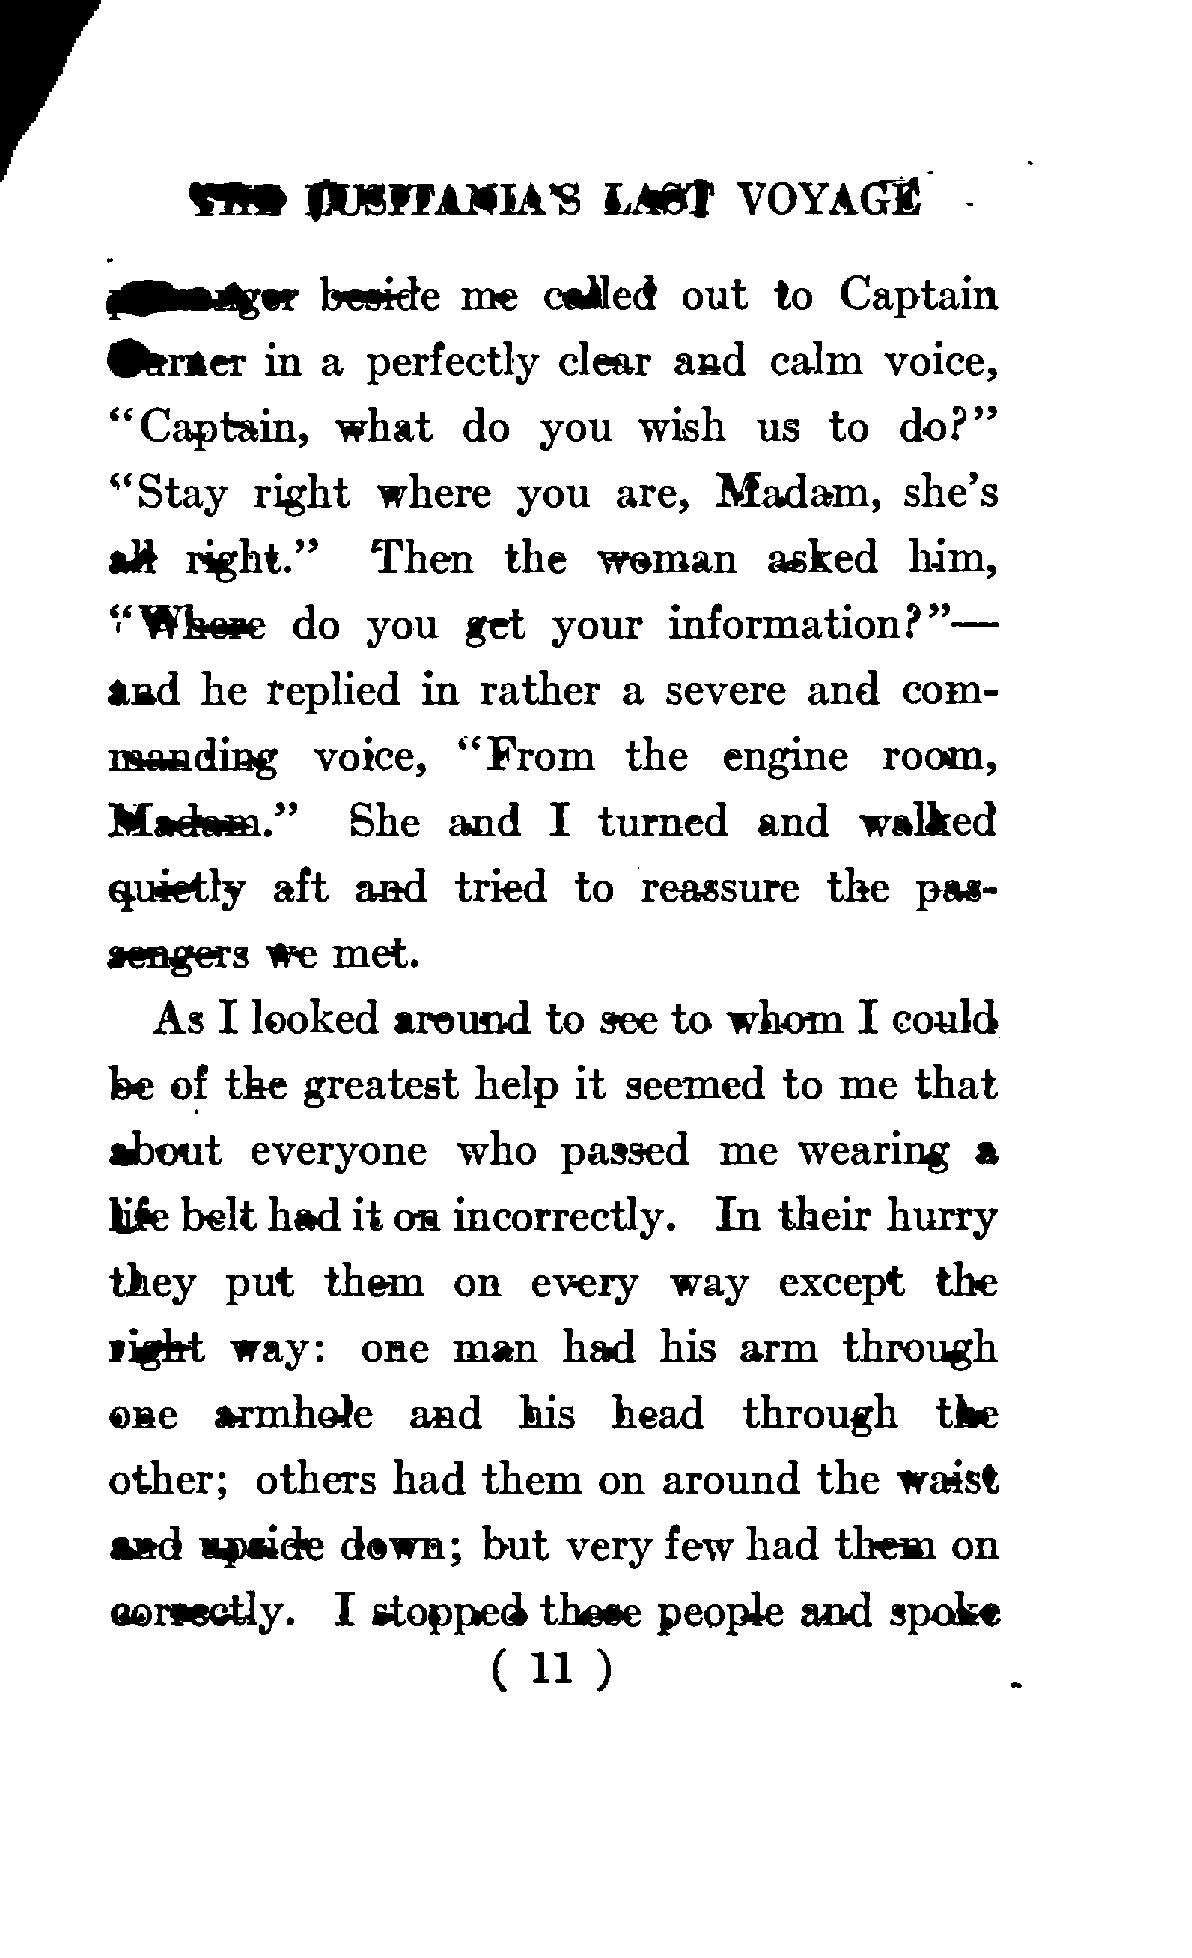 THE LUSITANIA'S LAST VOYAGE
passenger beside me called out to Captain
Turner in a perfectly clear and calm voice,
“Captain, what do you wish us to do?”
“Stay right where you are, Madam, she's
all right.” Then the woman asked him,
“Where do you get your information?”—
and he replied in rather a severe and com-
manding voice, “From the engine room,
Madam.” She and I turned and walked
quietly aft and tried to reassure the pas-
sengers we met.
As I looked around to see to whom I could
be of the greatest help it seemed to me that
about everyone who passed me wearing a
life belt had it on incorrectly. In their hurry
they put them on every way except the
right way: one man had his arm through
one armhole and his head through the
other; others had them on around the waist
and upside down; but very few had them on
correctly. I stopped these people and spoke
( 11 )